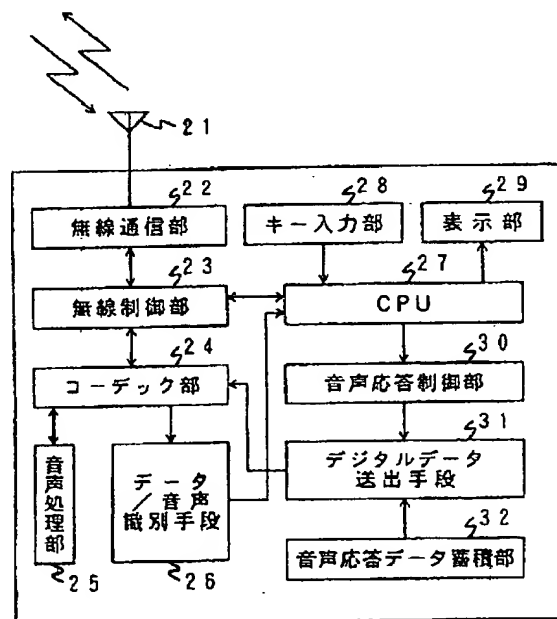 21
22
無線通信部
28
キー入力部
29
表示部
23
無線制御部
27
CPU
24
コーデック部
30
音声応答制御部
31
デジタルデータ
送出手段
音声処理部
25
データ
/音声
識別手段
26
32
音声応答データ蓄積部